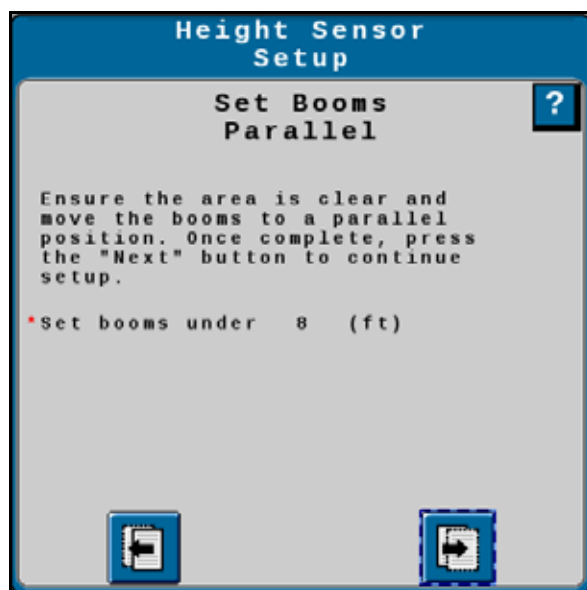 Height Sensor
Setup
Set Booms
Parallel
?
Ensure the area is clear and
move the booms to a parallel
position. Once complete, press
the "Next" button to continue
setup.
*Set booms under 8 (ft)